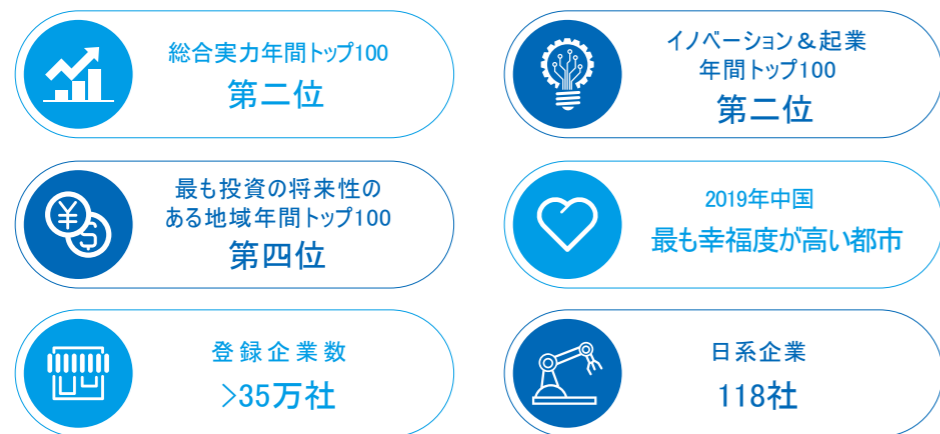 総合実力年間トップ100
第二位
イノベーション＆起業
年間トップ100
第二位
最も投資の将来性の
ある地域年間トップ100
第四位
2019年中国
最も幸福度が高い都市
登録企業数
>35万社
日系企業
118社